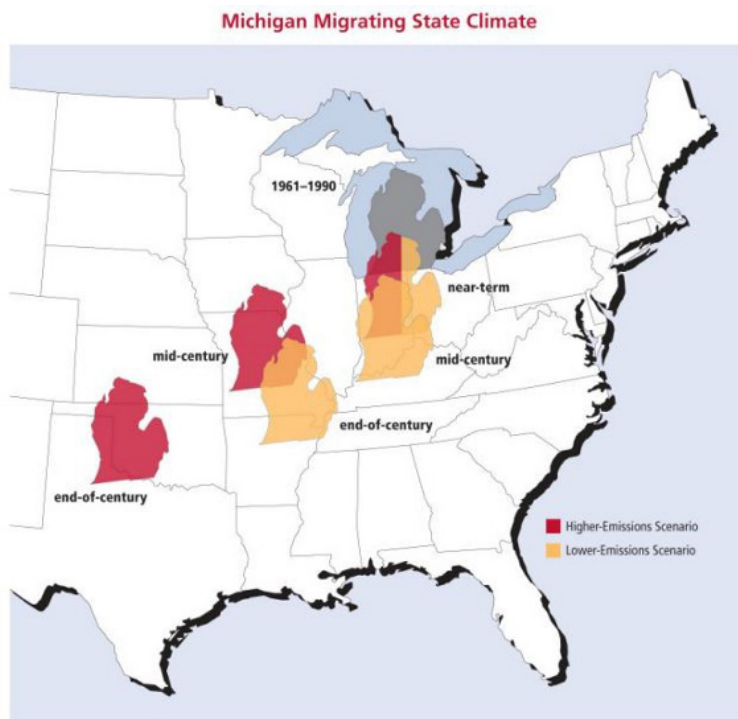 Michigan Migrating State Climate
1961–1990
near-term
mid-century
mid-century
end-of-century
end-of-century
Higher-Emissions Scenario
Lower-Emissions Scenario